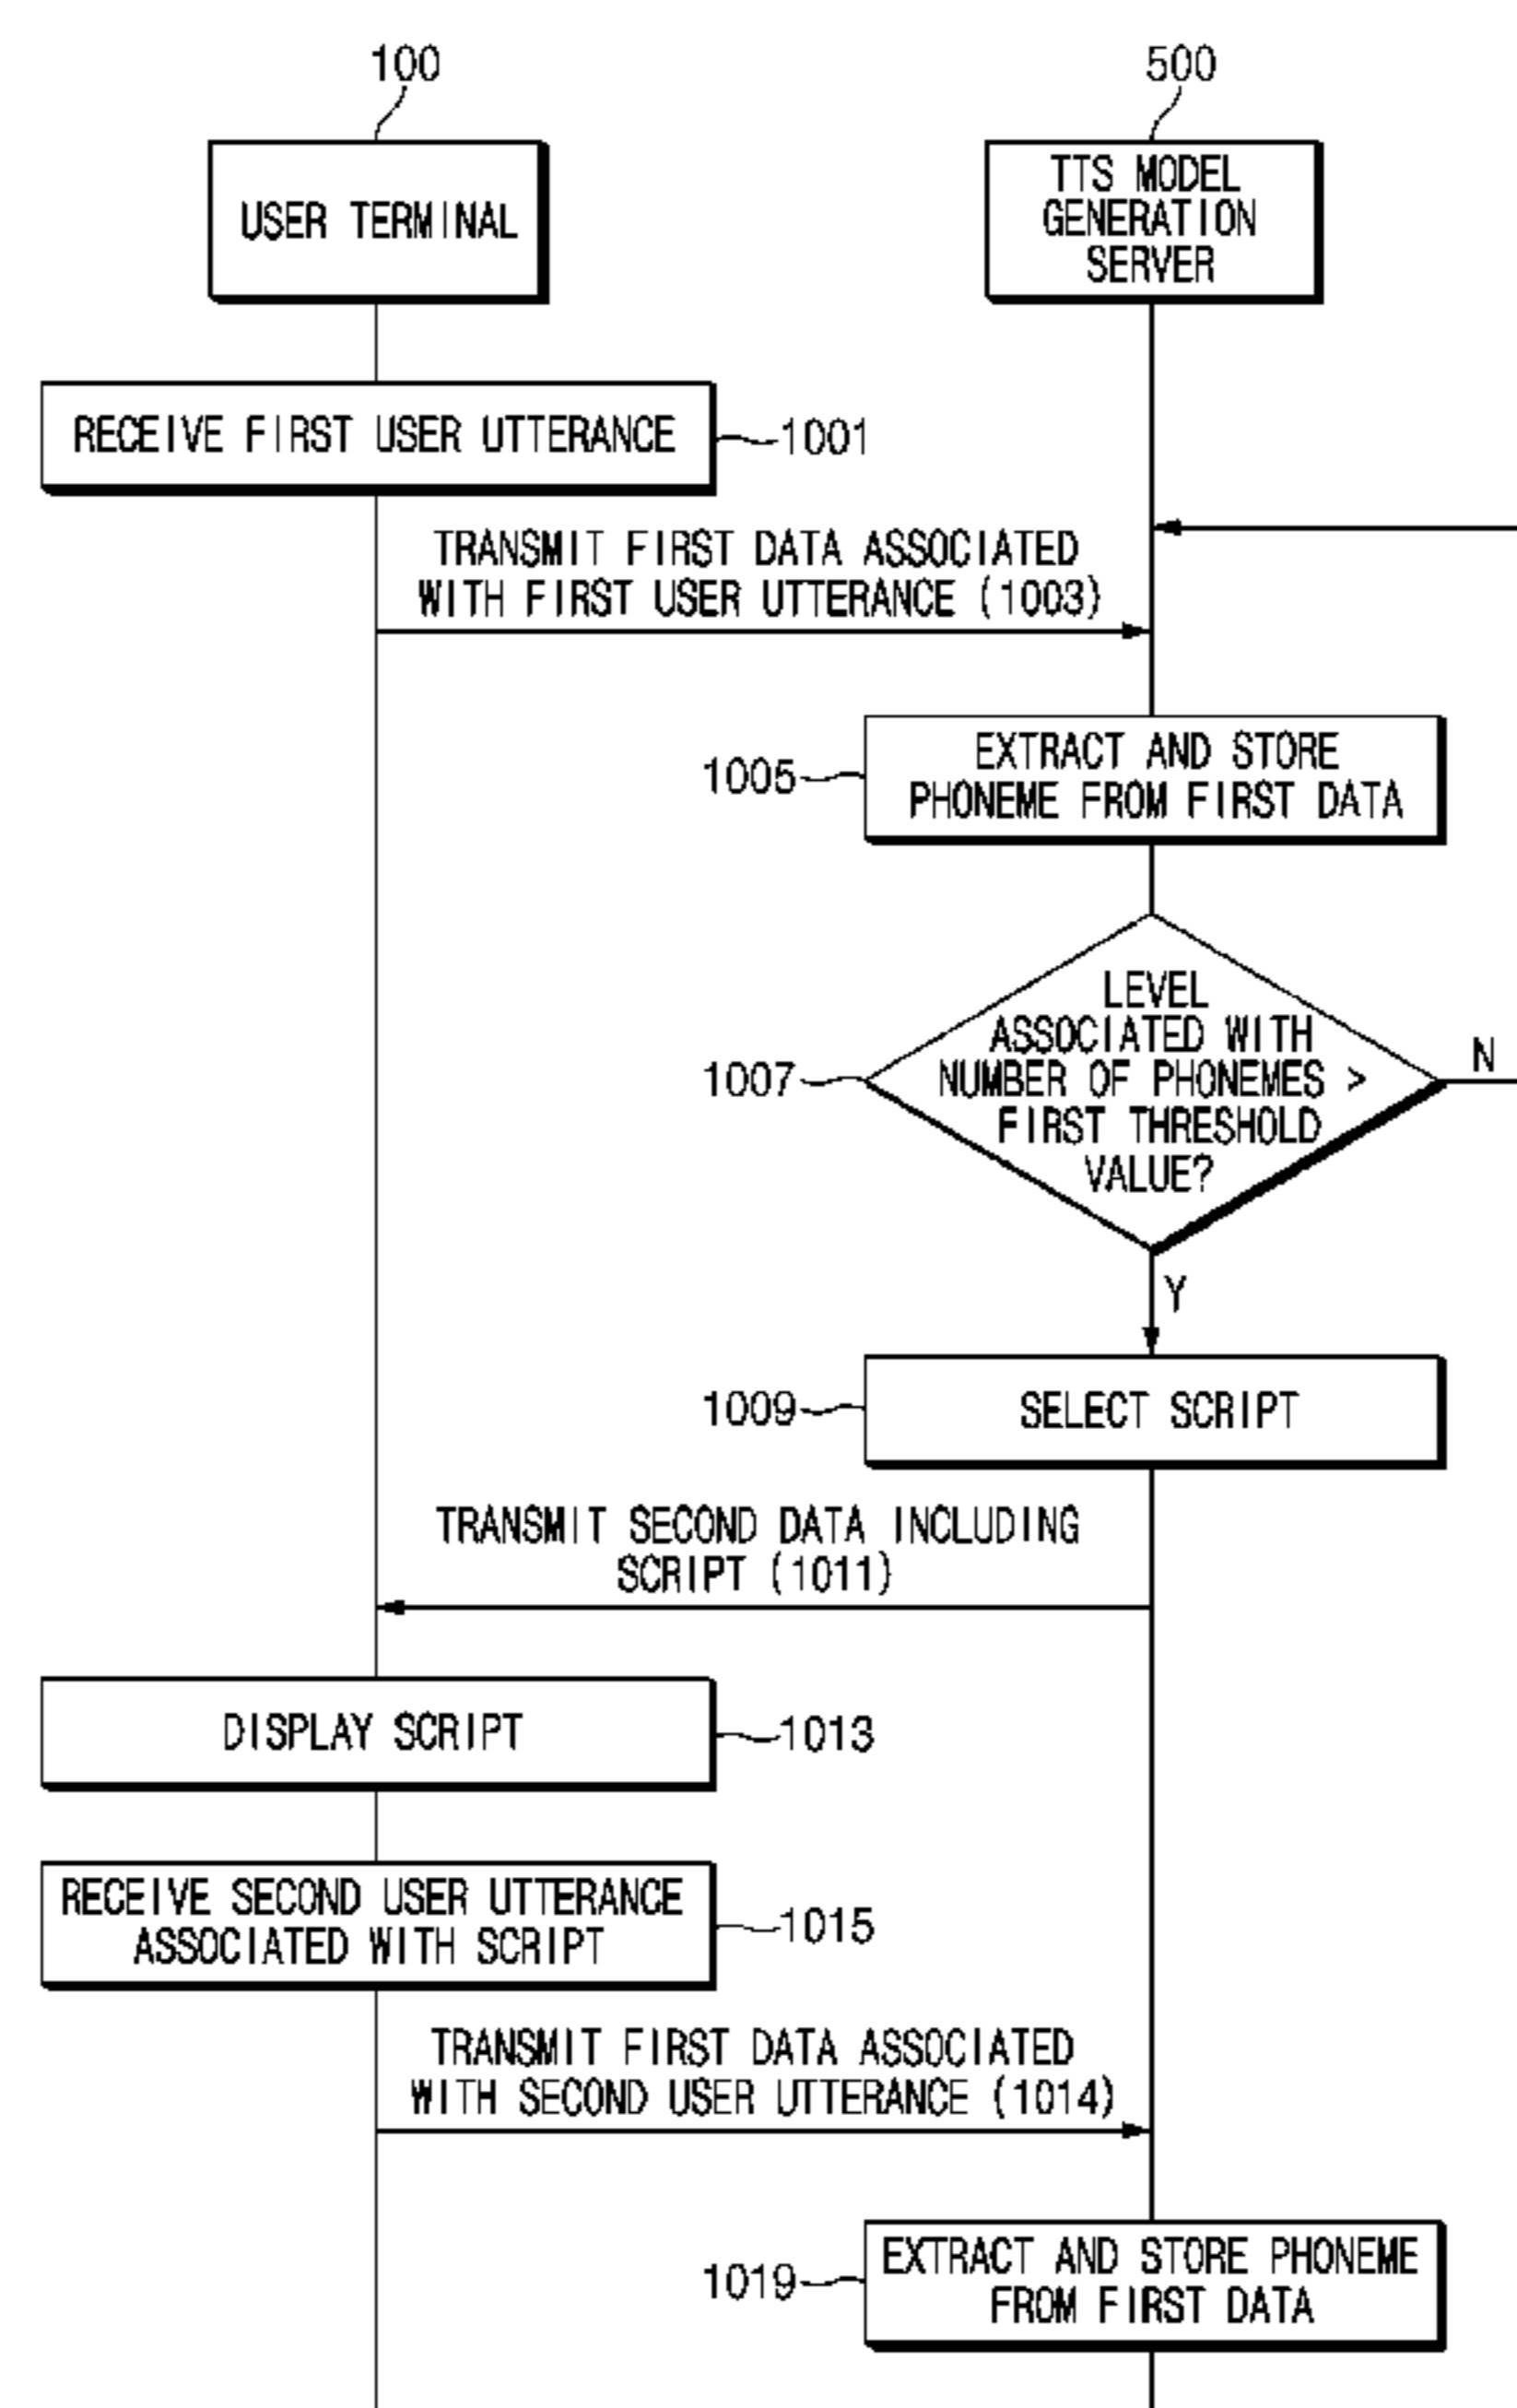 100
500
USER TERMINAL
TTS MODEL
GENERATION
SERVER
RECEIVE FIRST USER UTTERANCE
1001
TRANSMIT FIRST DATA ASSOCIATED
WITH FIRST USER UTTERANCE (1003)
1005
EXTRACT AND STORE
PHONEME FROM FIRST DATA
1007
LEVEL
ASSOCIATED WITH
NUMBER OF PHONEMES >
FIRST THRESHOLD
VALUE?
N
Y
1009
SELECT SCRIPT
TRANSMIT SECOND DATA INCLUDING
SCRIPT (1011)
DISPLAY SCRIPT
1013
RECEIVE SECOND USER UTTERANCE
ASSOCIATED WITH SCRIPT
1015
TRANSMIT FIRST DATA ASSOCIATED
WITH SECOND USER UTTERANCE (1014)
1019
EXTRACT AND STORE PHONEME
FROM FIRST DATA